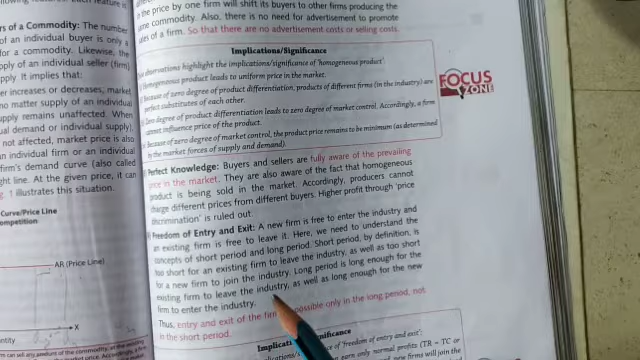 s of a Commodity: The number
of an individual buyer is only a
for a commodity. Likewise, the
pply of an individual seller (firm)
pply. It implies that:
er increases or decreases, market
no matter supply of an individual
upply remains unaffected. When
ual demand or individual supply)
not affected, market price is also
an individual firm or an individual
firm's demand curve (also called
ght line. At the given price, it can
1 illustrates this situation.
Curve/Price Line
ompetition
AR (Price Line)
X
in the price by one firm will shift its buyers to other firms producing the
same commodity. Also, there is no need for advertisement to promote
sales of a firm. So that there are no advertisement costs or selling costs.
Implications/Significance
observations highlight the implications/significance of 'homogeneous product'.
Homogeneous product leads to uniform price in the market.
Because of zero degree of product differentiation, products of different firms (in the industry) are
perfect substitutes of each other.
Zero degree of product differentiation leads to zero degree of market control. Accordingly, a firm
cannot influence price of the product.
Because of zero degree of market control, the product price remains to be minimum (as determined
by the market forces of supply and demand).
FOCUS
ZONE
Perfect Knowledge: Buyers and sellers are fully aware of the prevailing
price in the market. They are also aware of the fact that homogeneous
product is being sold in the market. Accordingly, producers cannot
charge different prices from different buyers. Higher profit through 'price
discrimination' is ruled out.
Freedom of Entry and Exit: A new firm is free to enter the industry and
an existing firm is free to leave it. Here, we need to understand the
concepts of short period and long period. Short period, by definition, is
too short for an existing firm to leave the industry, as well as too short
for a new firm to join the industry. Long period is long enough for the
existing firm to leave the industry, as well as long enough for the new
firm to enter the industry.
Thus, entry and exit of the firm possible only in the long period, not
in the short period.
Significance
of 'freedom of entry and exit':
earn only normal profits (TR = TC or